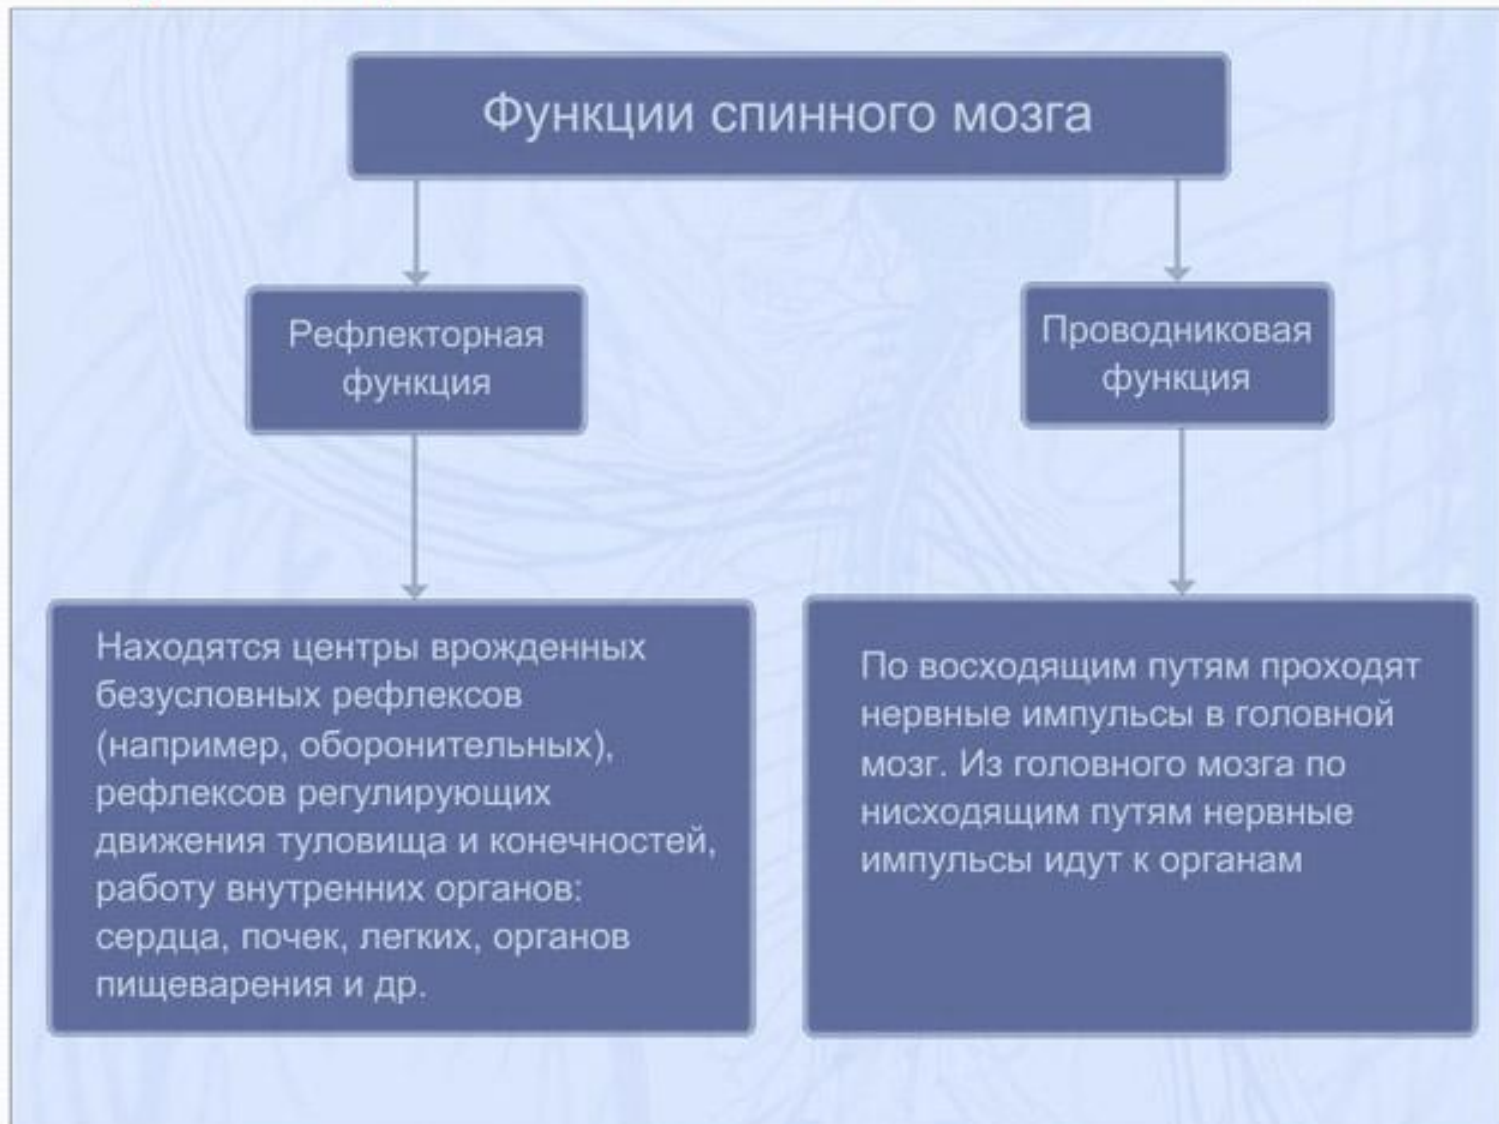 Функции спинного мозга
Рефлекторная
функция
Проводниковая
функция
Находятся центры врожденных
безусловных рефлексов
(например, оборонительных),
рефлексов регулирующих
движения туловища и конечностей,
работу внутренних органов:
сердца, почек, легких, органов
пищеварения и др.
По восходящим путям проходят
нервные импульсы в головной
мозг. Из головного мозга по
нисходящим путям нервные
импульсы идут к органам